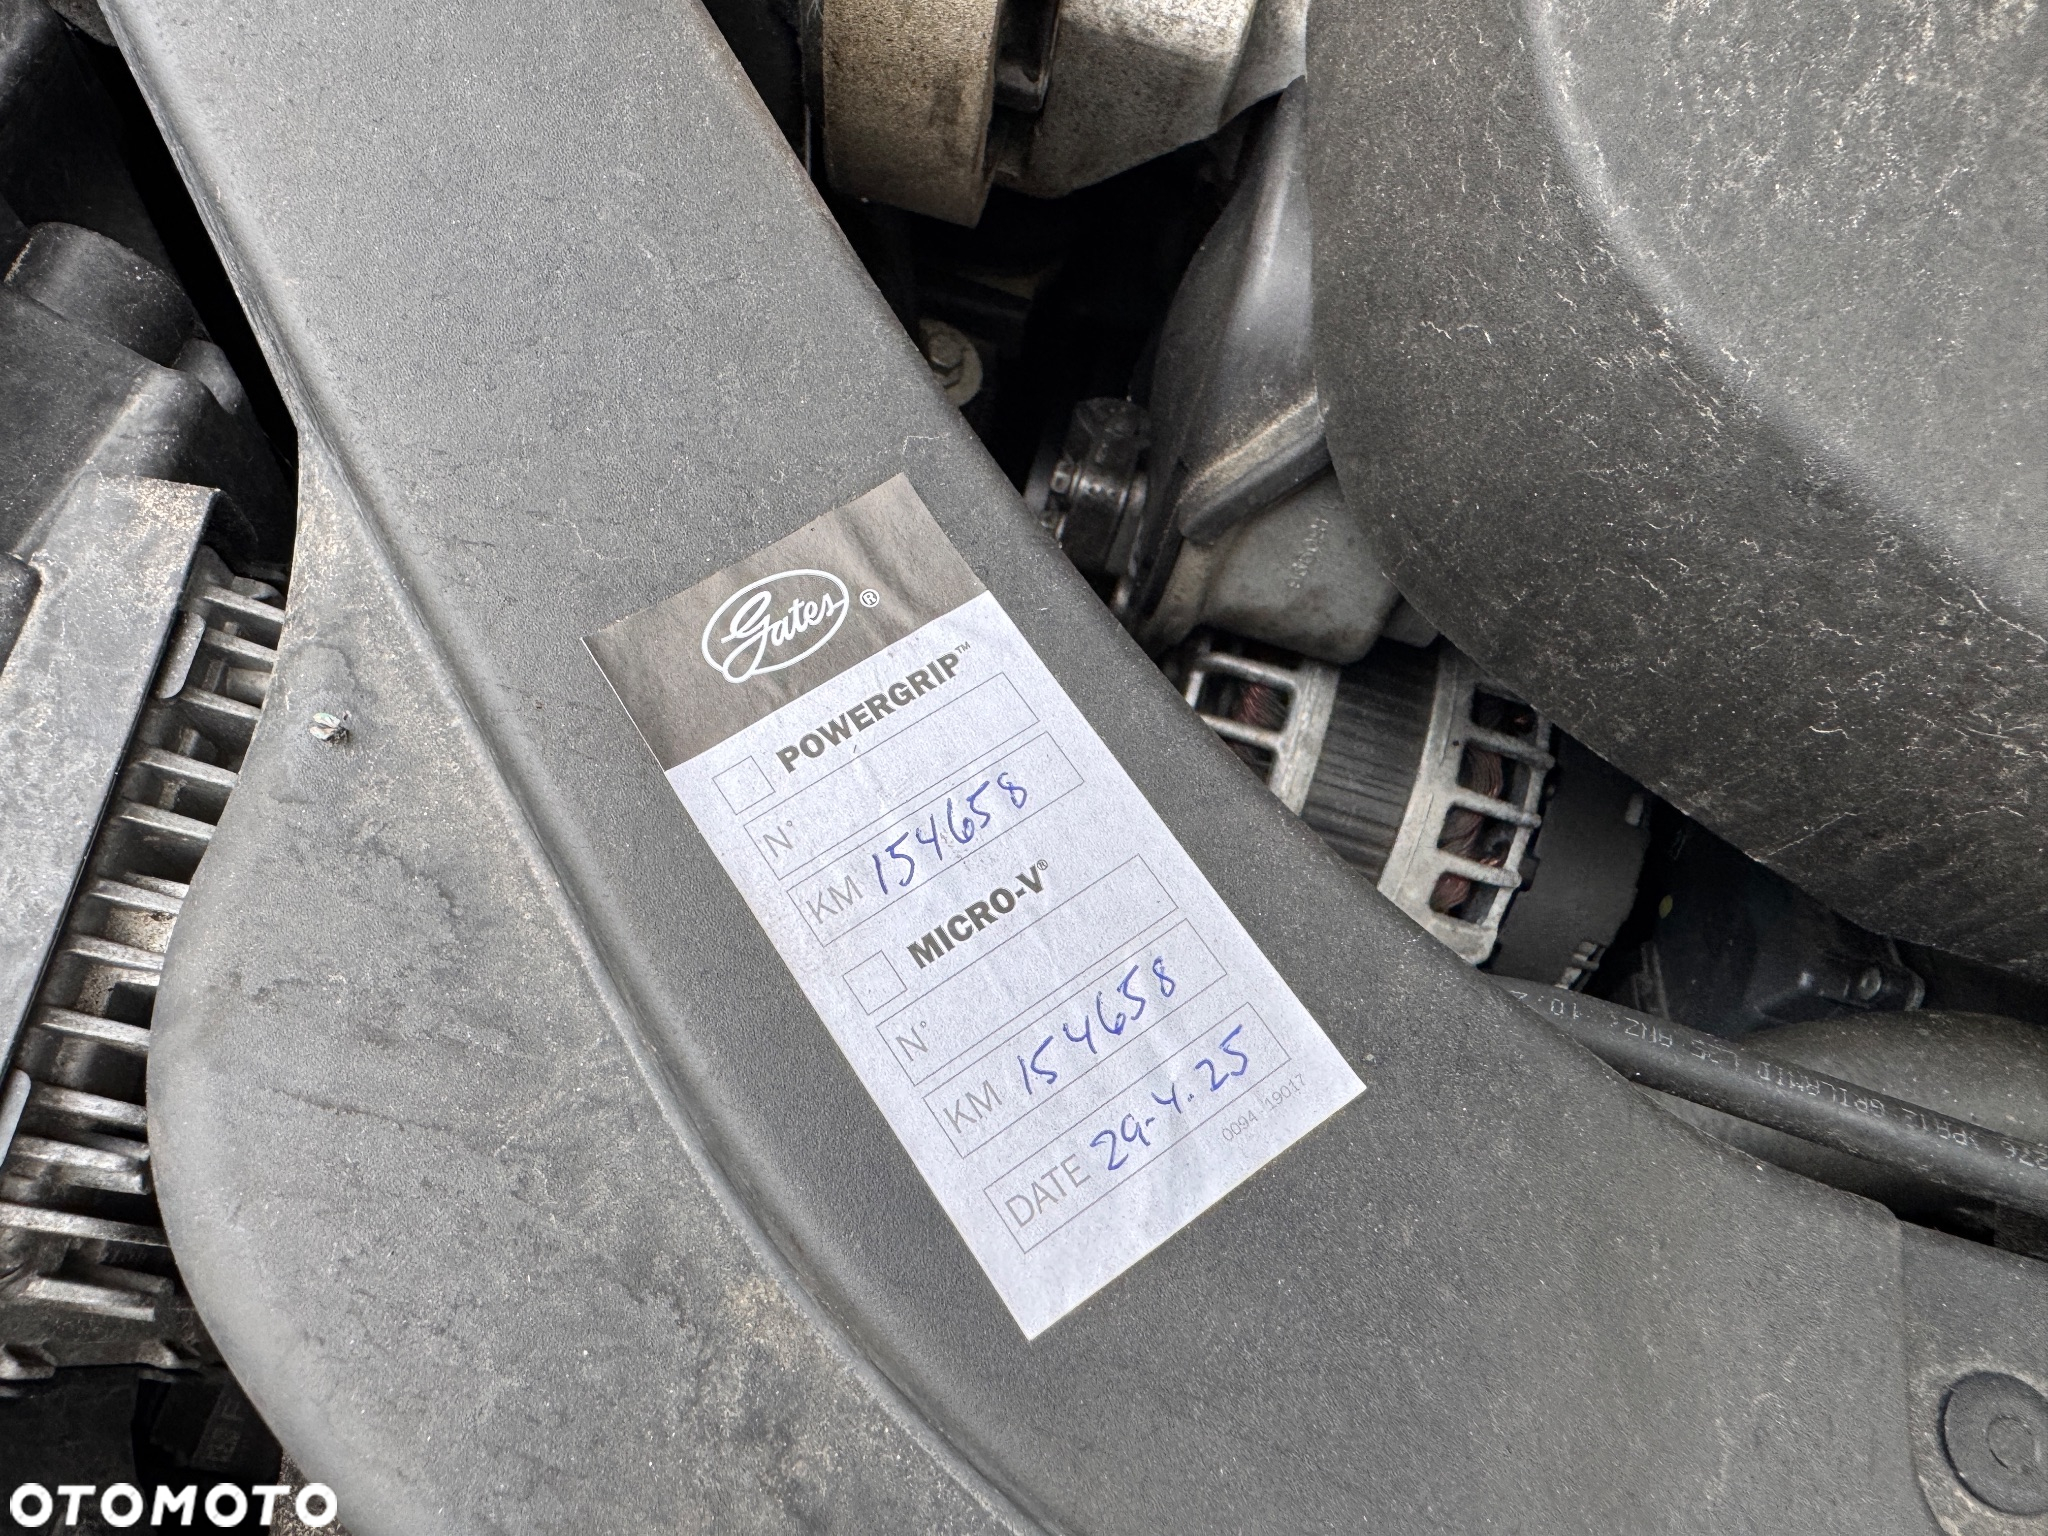 Gates®
POWERGRIP™
N°
KM 154658
MICRO-V®
N°
KM 154658
DATE 29-4.25
0094 19017
OTOMOTO